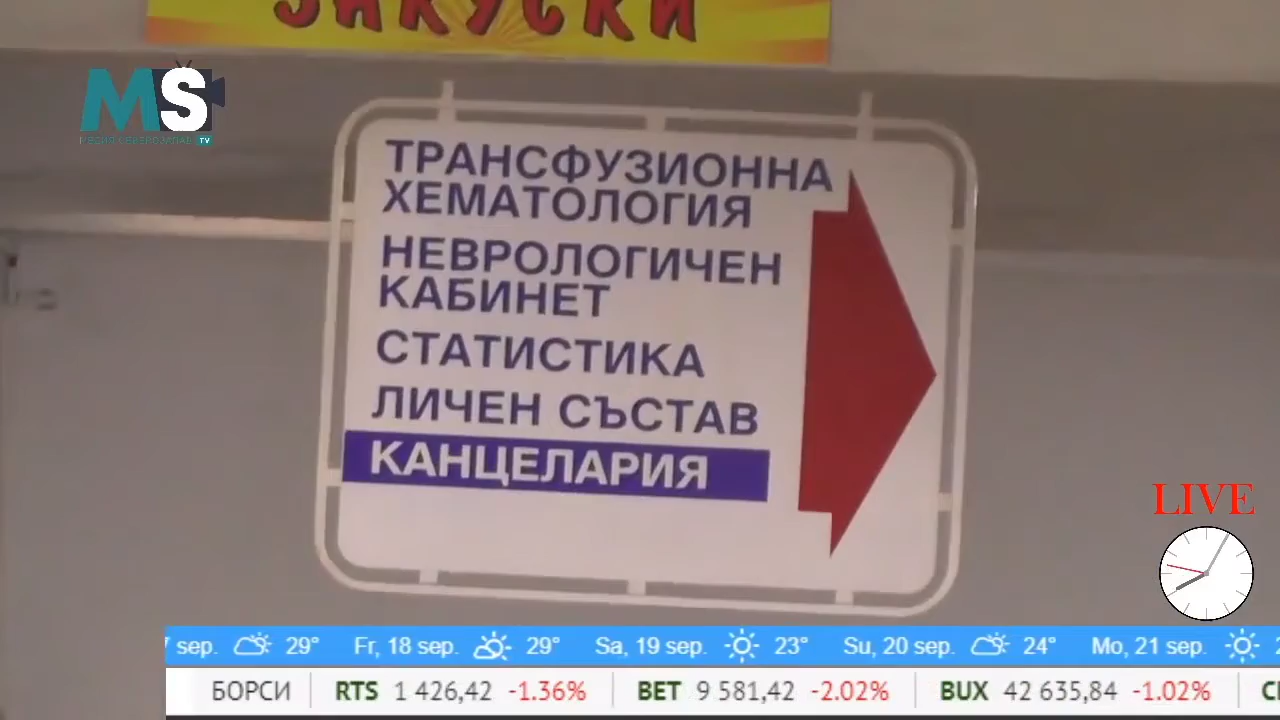 ЗАКУСКИ
MS
TV
ТРАНСФУЗИОННА
ХЕМАТОЛОГИЯ
НЕВРОЛОГИЧЕН
КАБИНЕТ
СТАТИСТИКА
ЛИЧЕН СЪСТАВ
КАНЦЕЛАРИЯ
LIVE
sep. 29° Fr, 18 sep. 29° Sa, 19 sep. 23° Su, 20 sep. 24° Mo, 21 sep.
БОРСИ RTS 1 426,42 -1.36% BET 9 581,42 -2.02% BUX 42 635,84 -1.02%